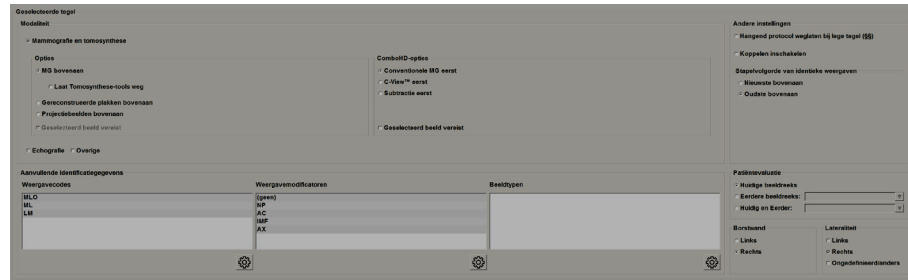 Geselecteerde tegel
Modaliteit
Mammografie en tomosynthese
Opties
MG bovenaan
Laat Tomosynthese-tools weg
Gereconstrueerde plakken bovenaan
Projectiebeelden bovenaan
Geselecteerd beeld vereist
ComboHD-opties
Conventionele MG eerst
C-View™ eerst
Subtractie eerst
Geselecteerd beeld vereist
Echografie Overige
Andere instellingen
Hangend protocol weglaten bij lege tegel (§§)
Koppelen inschakelen
Stapelvolgorde van identieke weergaven
Nieuwste bovenaan
Oudste bovenaan
Aanvullende identificatiegegevens
Weergavecodes
MLO
ML
LM
Weergavemodificatoren
(geen)
NP
AC
IMF
AX
Beeldtypen
Patiëntevaluatie
Huidige beeldreeks
Eerdere beeldreeks:
Huidig en Eerder:
Borstwand
Links
Rechts
Lateraliteit
Links
Rechts
Ongedefinieerd/anders